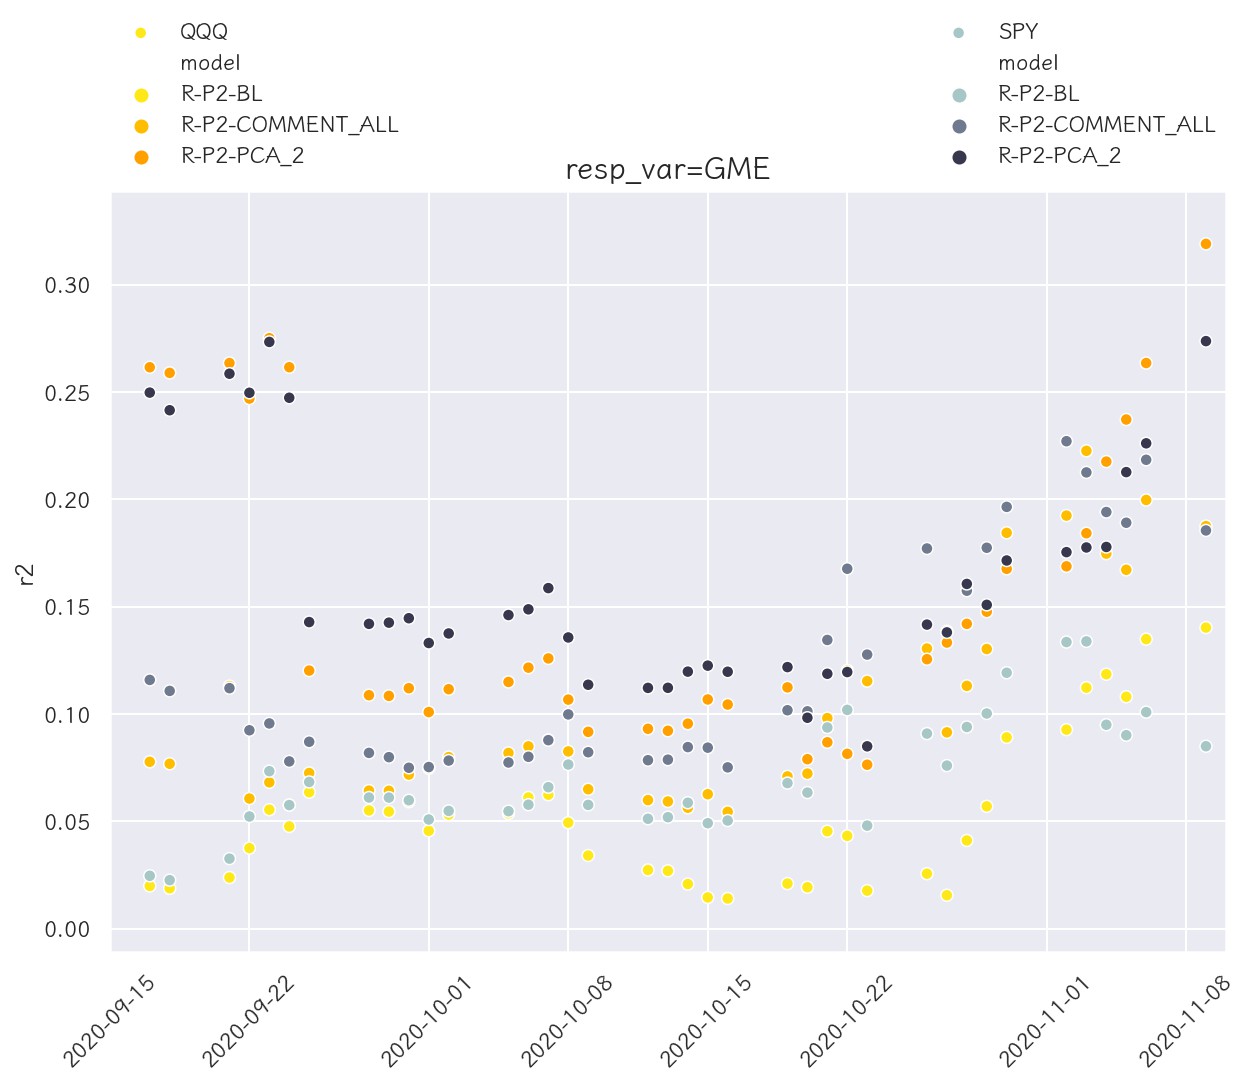 QQQ
model
R-P2-BL
R-P2-COMMENT_ALL
R-P2-PCA_2
SPY
model
R-P2-BL
R-P2-COMMENT_ALL
R-P2-PCA_2
resp_var=GME
r2
0.30
0.25
0.20
0.15
0.10
0.05
0.00
2020-09-15
2020-09-22
2020-10-01
2020-10-08
2020-10-15
2020-10-22
2020-11-01
2020-11-08